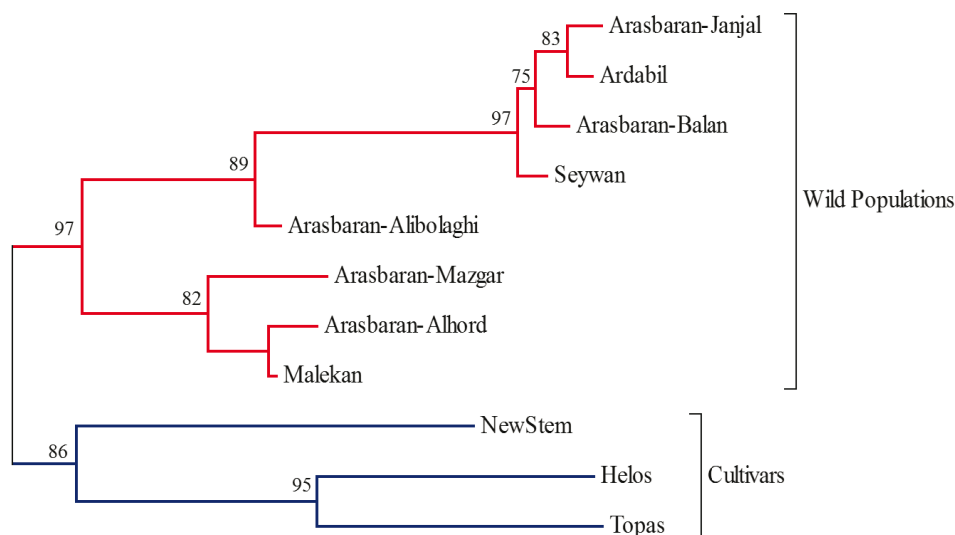 83
Arasbaran-Janjal
75
Ardabil
97
Arasbaran-Balan
89
Seywan
Wild Populations
97
Arasbaran-Alibolaghi
82
Arasbaran-Mazgar
Arasbaran-Alhord
Malekan
86
NewStem
95
Helos
Cultivars
Topas